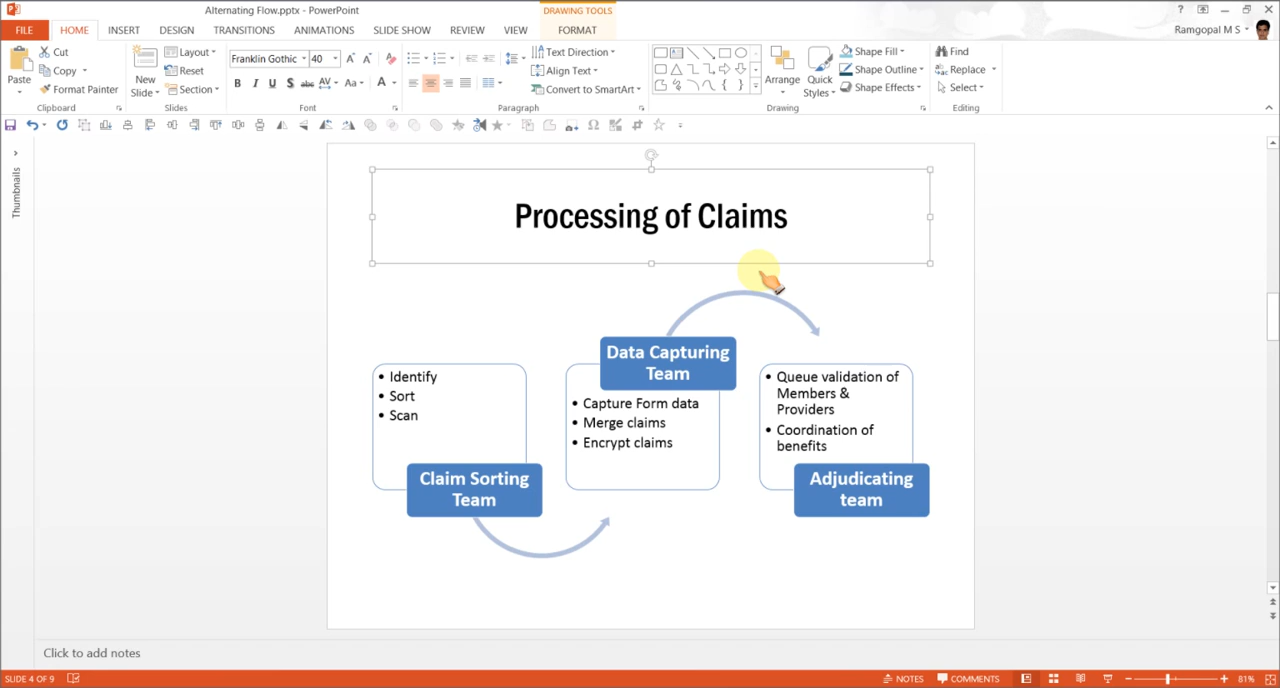 Alternating Flow.pptx - PowerPoint
DRAWING TOOLS
?
Ramgopal M S
FILE
HOME
INSERT
DESIGN
TRANSITIONS
ANIMATIONS
SLIDE SHOW
REVIEW
VIEW
FORMAT
Paste
Cut
Copy
Format Painter
Clipboard
New
Slide
Layout
Reset
Section
Slides
Franklin Gothic
40
B I U S abc AV Aa A
Font
Text Direction
Align Text
Convert to SmartArt
Paragraph
Arrange
Quick
Styles
Shape Fill
Shape Outline
Shape Effects
Drawing
Find
Replace
Select
Editing
Thumbnails
Processing of Claims
• Identify
• Sort
• Scan
Claim Sorting
Team
Data Capturing
Team
• Capture Form data
• Merge claims
• Encrypt claims
• Queue validation of
Members &
Providers
• Coordination of
benefits
Adjudicating
team
Click to add notes
SLIDE 4 OF 9
NOTES
COMMENTS
81%